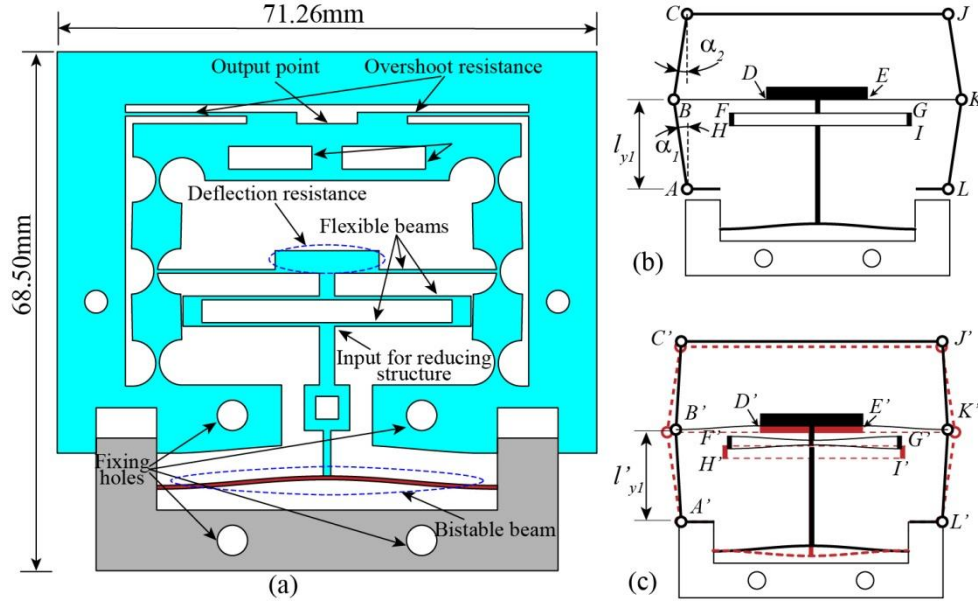 71.26mm
68.50mm
Output point
Overshoot resistance
Deflection resistance
Flexible beams
Input for reducing
structure
Fixing
holes
Bistable beam
(a)
C
J
α2
D
E
B
K
F
G
H
I
ly1
α1
A
L
(b)
C’
J’
D’
E’
B’
K’
F’
G’
H’
I’
l’y1
A’
L’
(c)